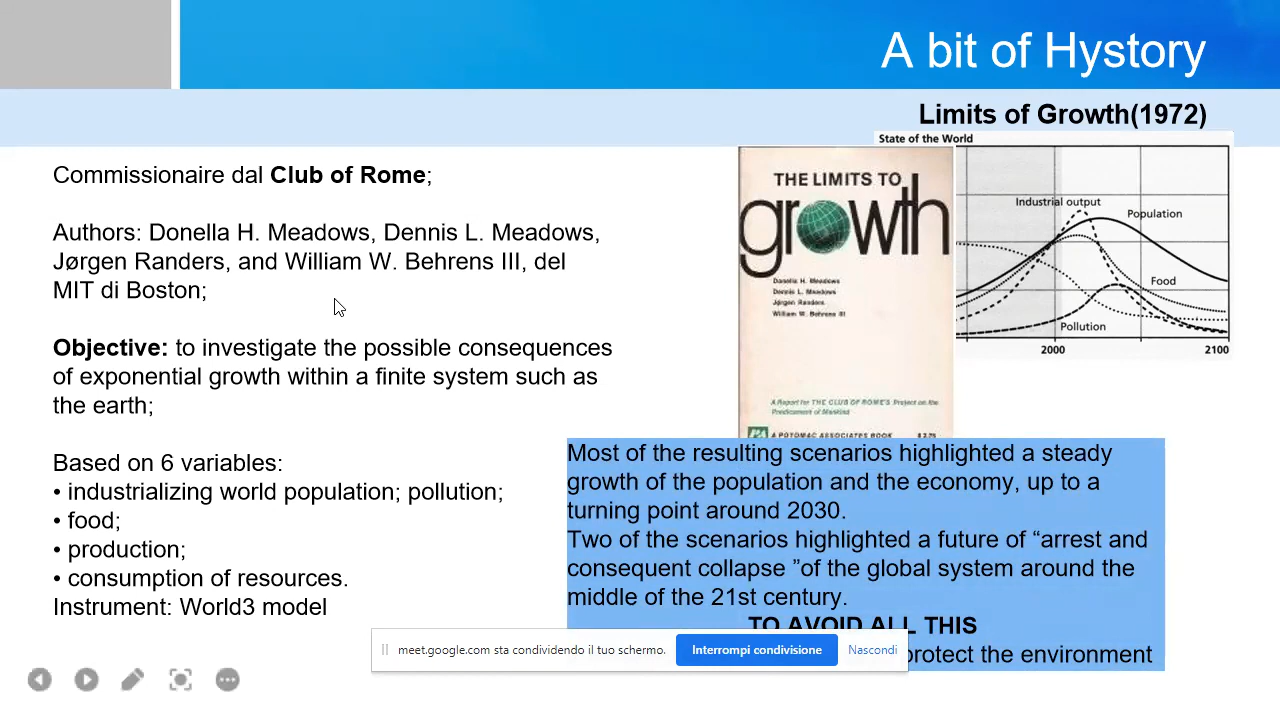 A bit of Hystory
Limits of Growth(1972)
Commissionaire dal Club of Rome;
Authors: Donella H. Meadows, Dennis L. Meadows,
Jørgen Randers, and William W. Behrens III, del
MIT di Boston;
Objective: to investigate the possible consequences
of exponential growth within a finite system such as
the earth;
Based on 6 variables:
• industrializing world population; pollution;
• food;
• production;
• consumption of resources.
Instrument: World3 model
THE LIMITS TO
growth
Donella H. Meadows
Dennis L. Meadows
Jørgen Randers
William W. Behrens III
A Report for THE CLUB OF ROME'S Project on the
Predicament of Mankind
A POTOMAC ASSOCIATES BOOK
State of the World
Industrial output
Population
Food
Pollution
2000
2100
Most of the resulting scenarios highlighted a steady
growth of the population and the economy, up to a
turning point around 2030.
Two of the scenarios highlighted a future of “arrest and
consequent collapse ”of the global system around the
middle of the 21st century.
TO AVOID ALL THIS
protect the environment
meet.google.com sta condividendo il tuo schermo.
Interrompi condivisione
Nascondi